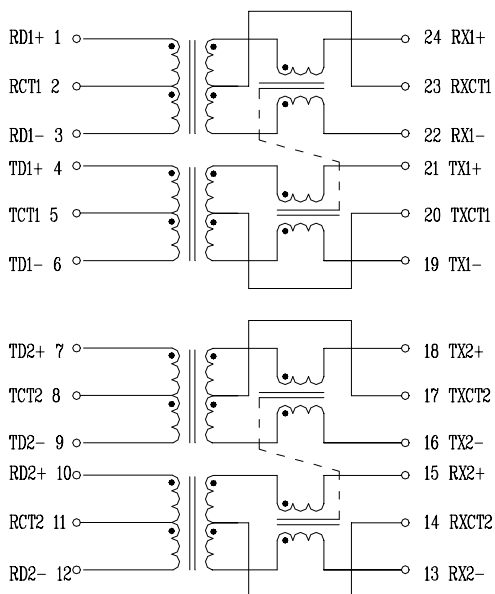 RD1+ 1 24 RX1+
RCT1 2 23 RXCT1
RD1- 3 22 RX1-
TD1+ 4 21 TX1+
TCT1 5 20 TXCT1
TD1- 6 19 TX1-
TD2+ 7 18 TX2+
TCT2 8 17 TXCT2
TD2- 9 16 TX2-
RD2+ 10 15 RX2+
RCT2 11 14 RXCT2
RD2- 12 13 RX2-